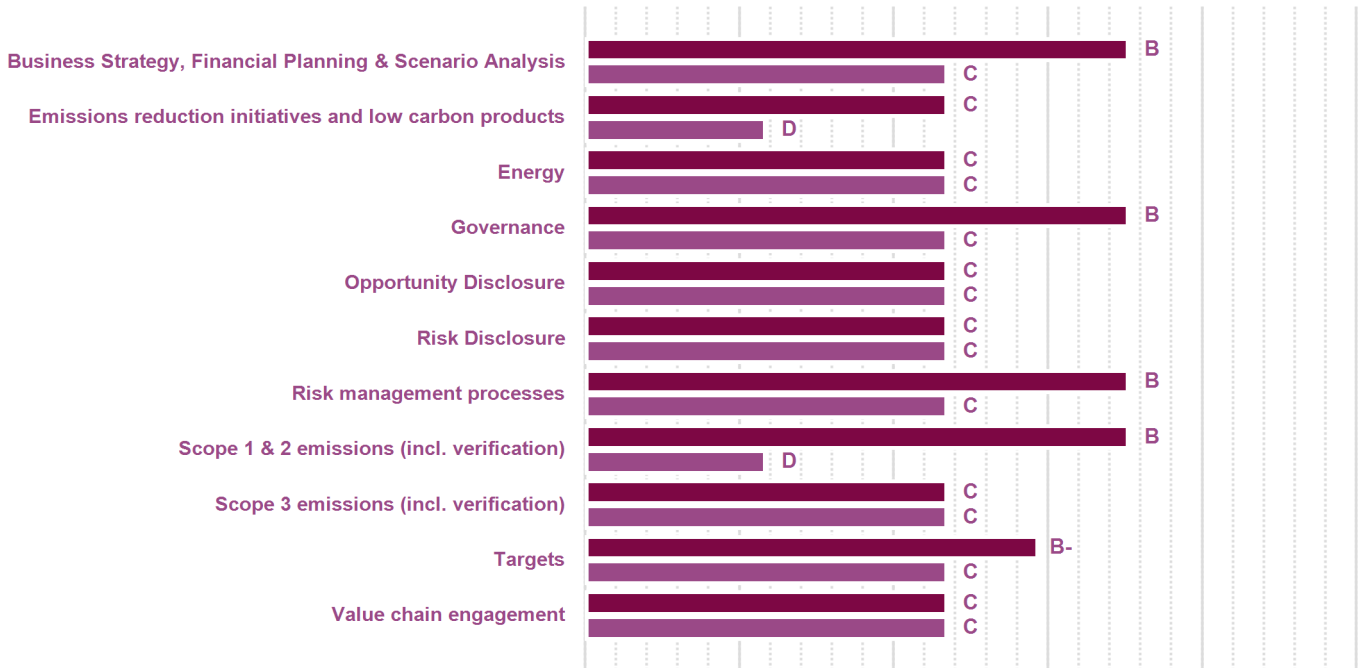 Business Strategy, Financial Planning & Scenario Analysis
B
C
Emissions reduction initiatives and low carbon products
C
D
Energy
C
C
Governance
B
C
Opportunity Disclosure
C
C
Risk Disclosure
C
C
Risk management processes
B
C
Scope 1 & 2 emissions (incl. verification)
B
D
Scope 3 emissions (incl. verification)
C
C
Targets
B-
C
Value chain engagement
C
C